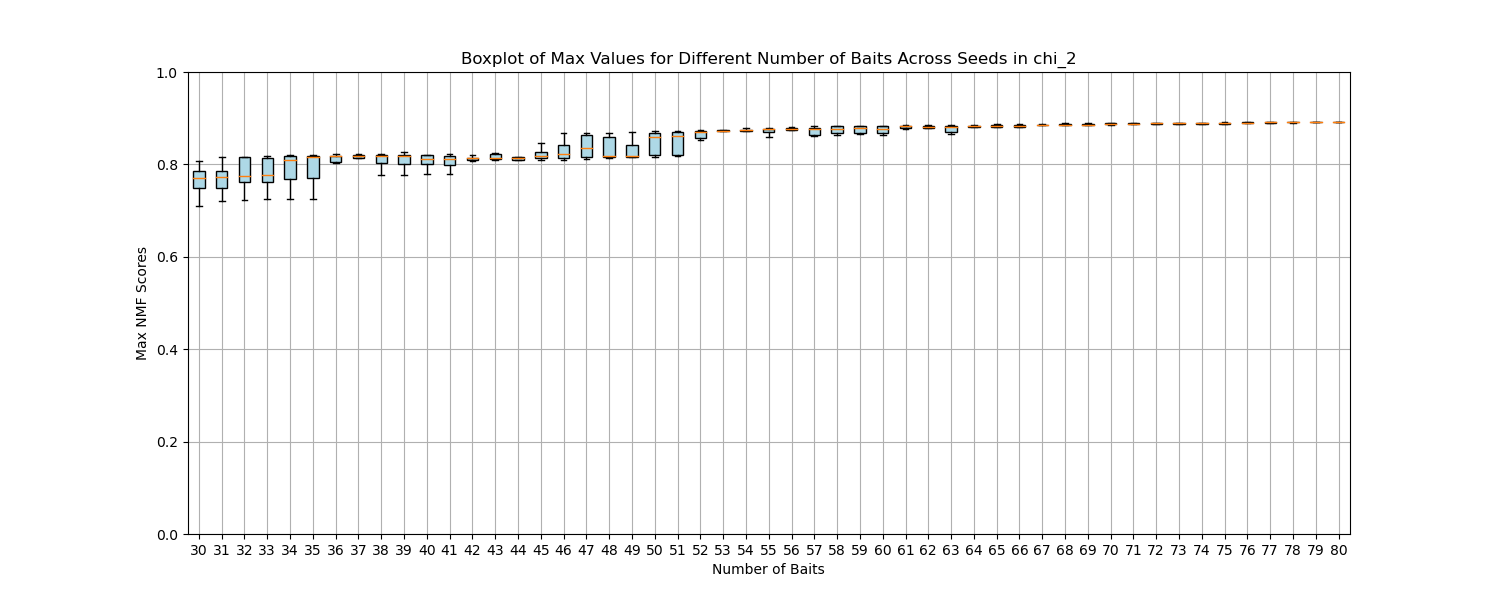 Boxplot of Max Values for Different Number of Baits Across Seeds in chi_2
1.0
0.8
0.6
0.4
0.2
0.0
Max NMF Scores
30 31 32 33 34 35 36 37 38 39 40 41 42 43 44 45 46 47 48 49 50 51 52 53 54 55 56 57 58 59 60 61 62 63 64 65 66 67 68 69 70 71 72 73 74 75 76 77 78 79 80
Number of Baits